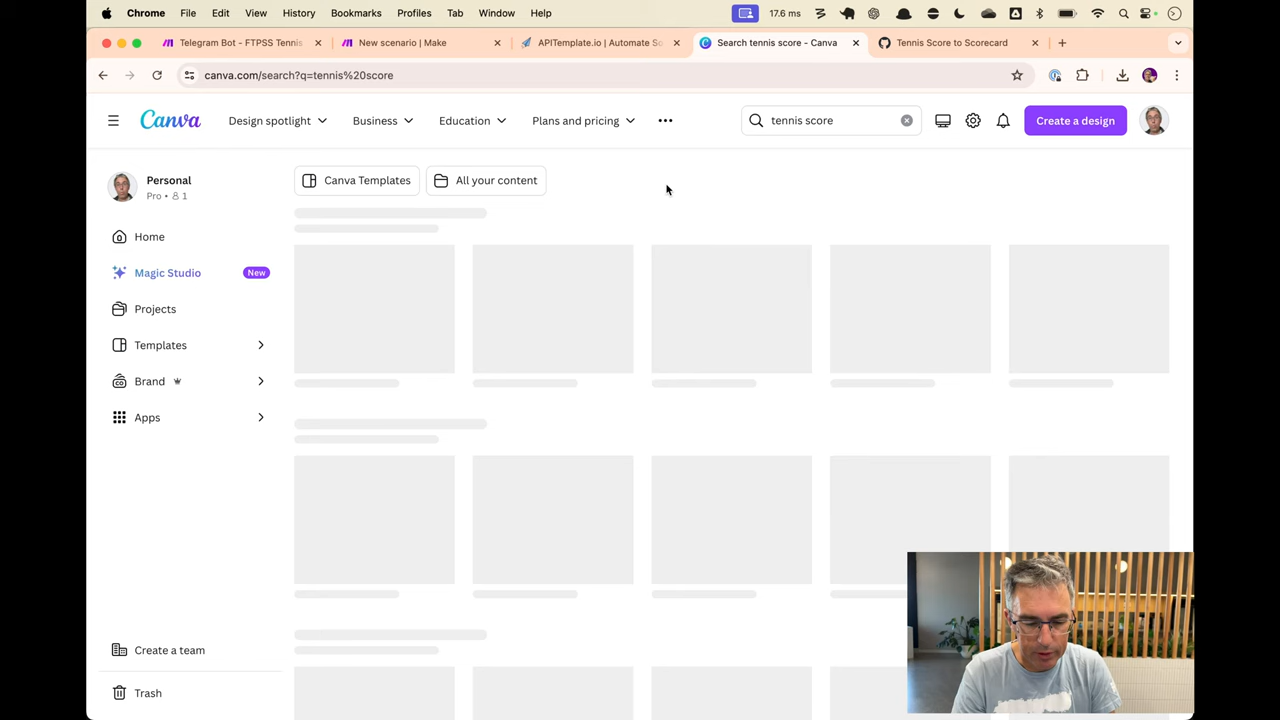 Chrome File Edit View History Bookmarks Profiles Tab Window Help 17.6 ms
Telegram Bot - FTPSS Tennis New scenario | Make APITemplate.io | Automate So Search tennis score - Canva Tennis Score to Scorecard
canva.com/search?q=tennis%20score
Canva Design spotlight Business Education Plans and pricing tennis score Create a design
Personal
Pro • 1
Canva Templates All your content
Home
Magic Studio New
Projects
Templates
Brand
Apps
Create a team
Trash